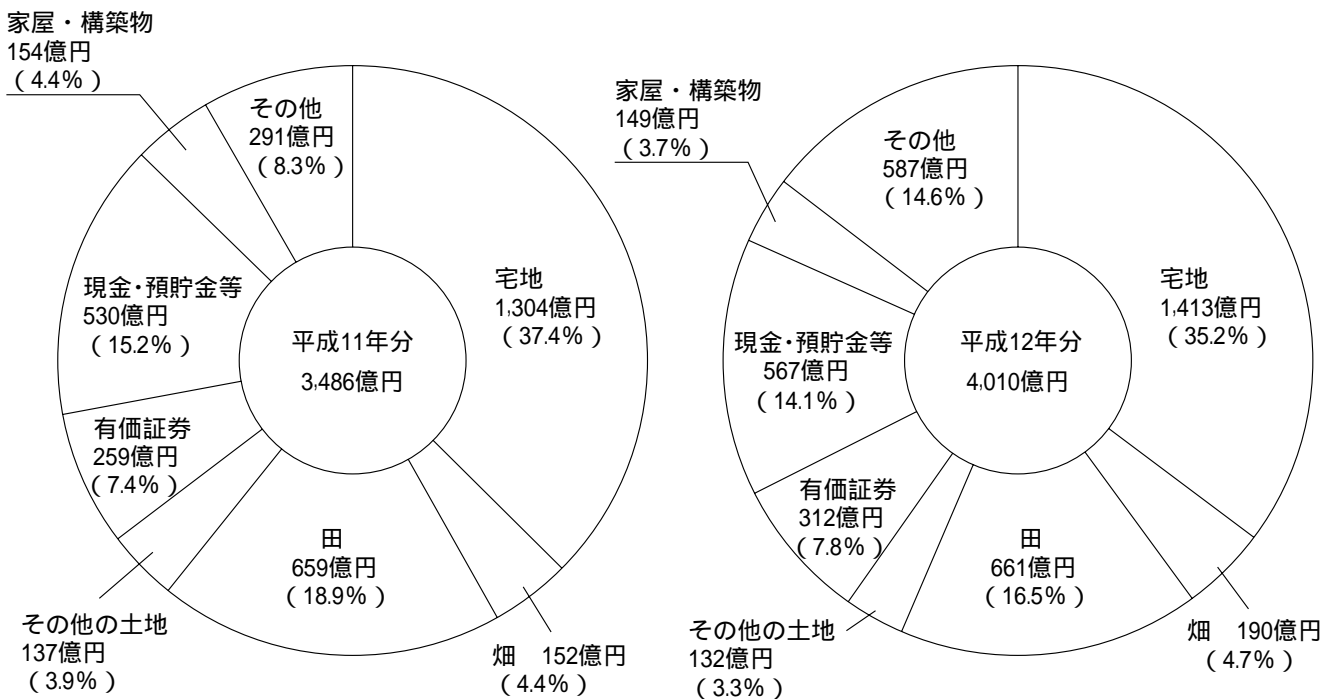 家屋・構築物
154億円
（4.4％）
その他
291億円
（8.3％）
宅地
1,304億円
（37.4％）
現金・預貯金等
530億円
（15.2％）
平成11年分
3,486億円
有価証券
259億円
（7.4％）
田
659億円
（18.9％）
その他の土地
137億円
（3.9％）
畑　152億円
（4.4％）
家屋・構築物
149億円
（3.7％）
その他
587億円
（14.6％）
宅地
1,413億円
（35.2％）
現金・預貯金等
567億円
（14.1％）
平成12年分
4,010億円
有価証券
312億円
（7.8％）
田
661億円
（16.5％）
その他の土地
132億円
（3.3％）
畑　190億円
（4.7％）